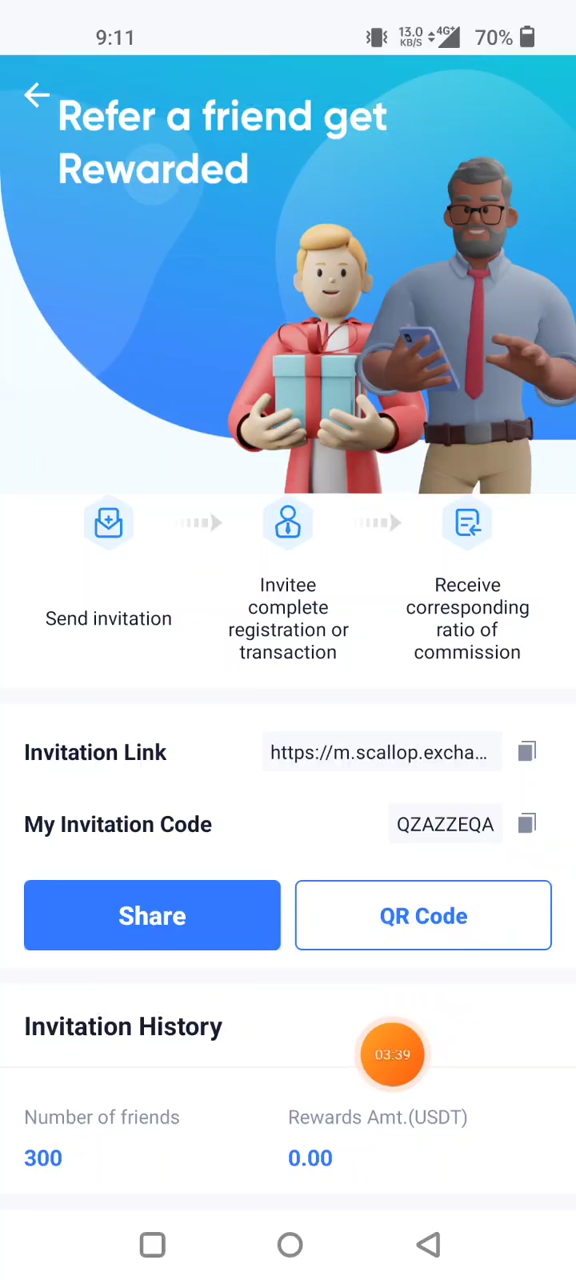 9:11
13.0
KB/S
4G+
70%
Refer a friend get
Rewarded
Send invitation
Invitee
complete
registration or
transaction
Receive
corresponding
ratio of
commission
Invitation Link
https://m.scallop.excha...
My Invitation Code
QZAZZEQA
Share
QR Code
Invitation History
03:39
Number of friends
Rewards Amt.(USDT)
300
0.00